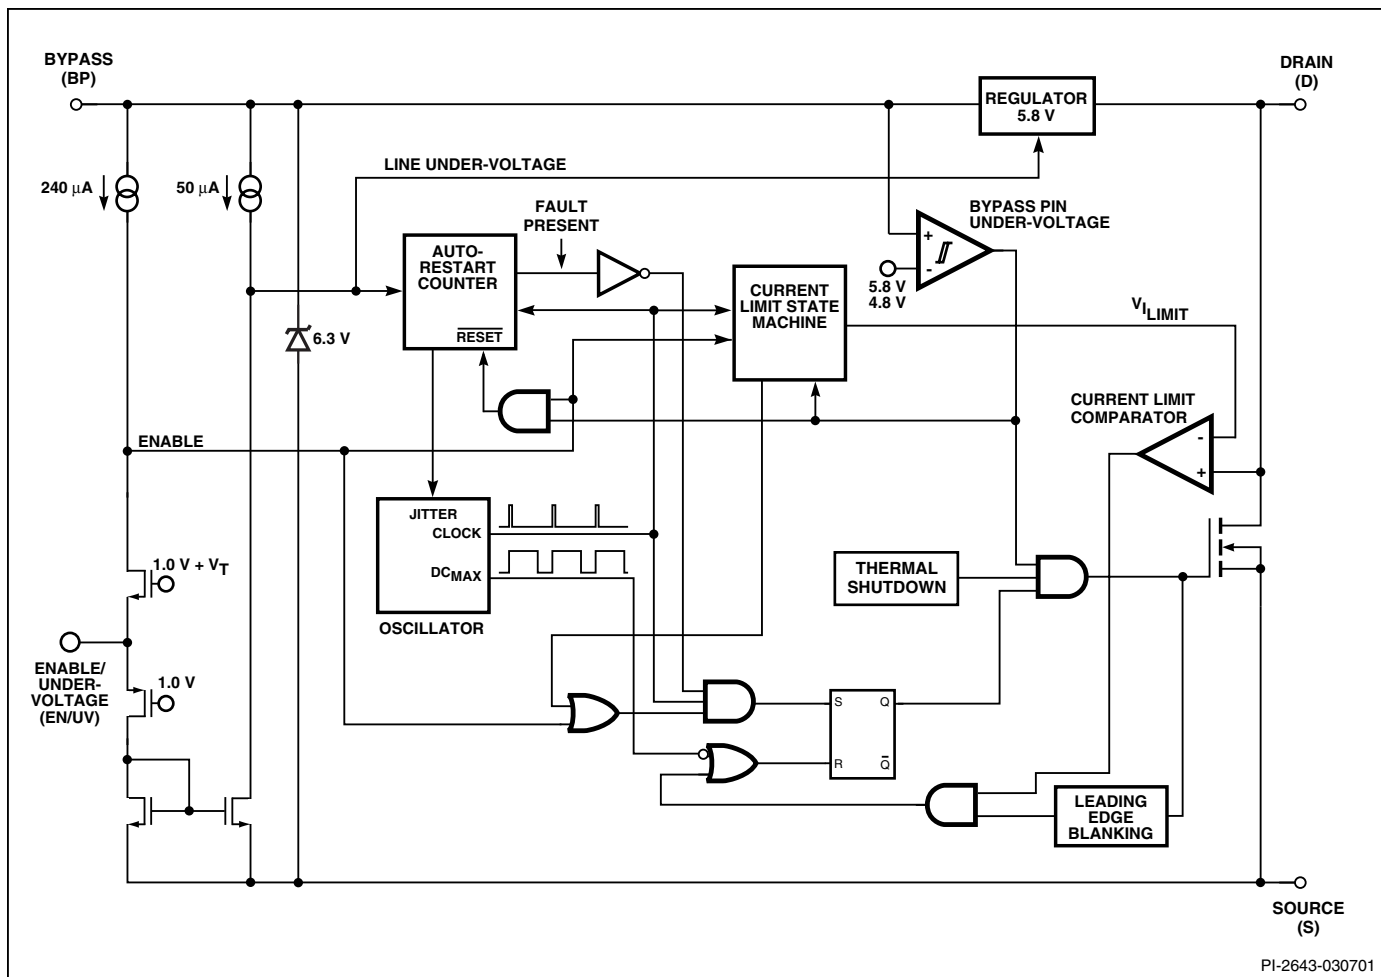 BYPASS
(BP)
DRAIN
(D)
REGULATOR
5.8 V
LINE UNDER-VOLTAGE
240 μA
50 μA
FAULT
PRESENT
BYPASS PIN
UNDER-VOLTAGE
AUTO-
RESTART
COUNTER
RESET
+
-
5.8 V
4.8 V
CURRENT
LIMIT STATE
MACHINE
VILIMIT
6.3 V
CURRENT LIMIT
COMPARATOR
-
+
ENABLE
JITTER
CLOCK
DCMAX
OSCILLATOR
1.0 V + VT
THERMAL
SHUTDOWN
ENABLE/
UNDER-
VOLTAGE
(EN/UV)
1.0 V
S Q
R Q
LEADING
EDGE
BLANKING
SOURCE
(S)
PI-2643-030701